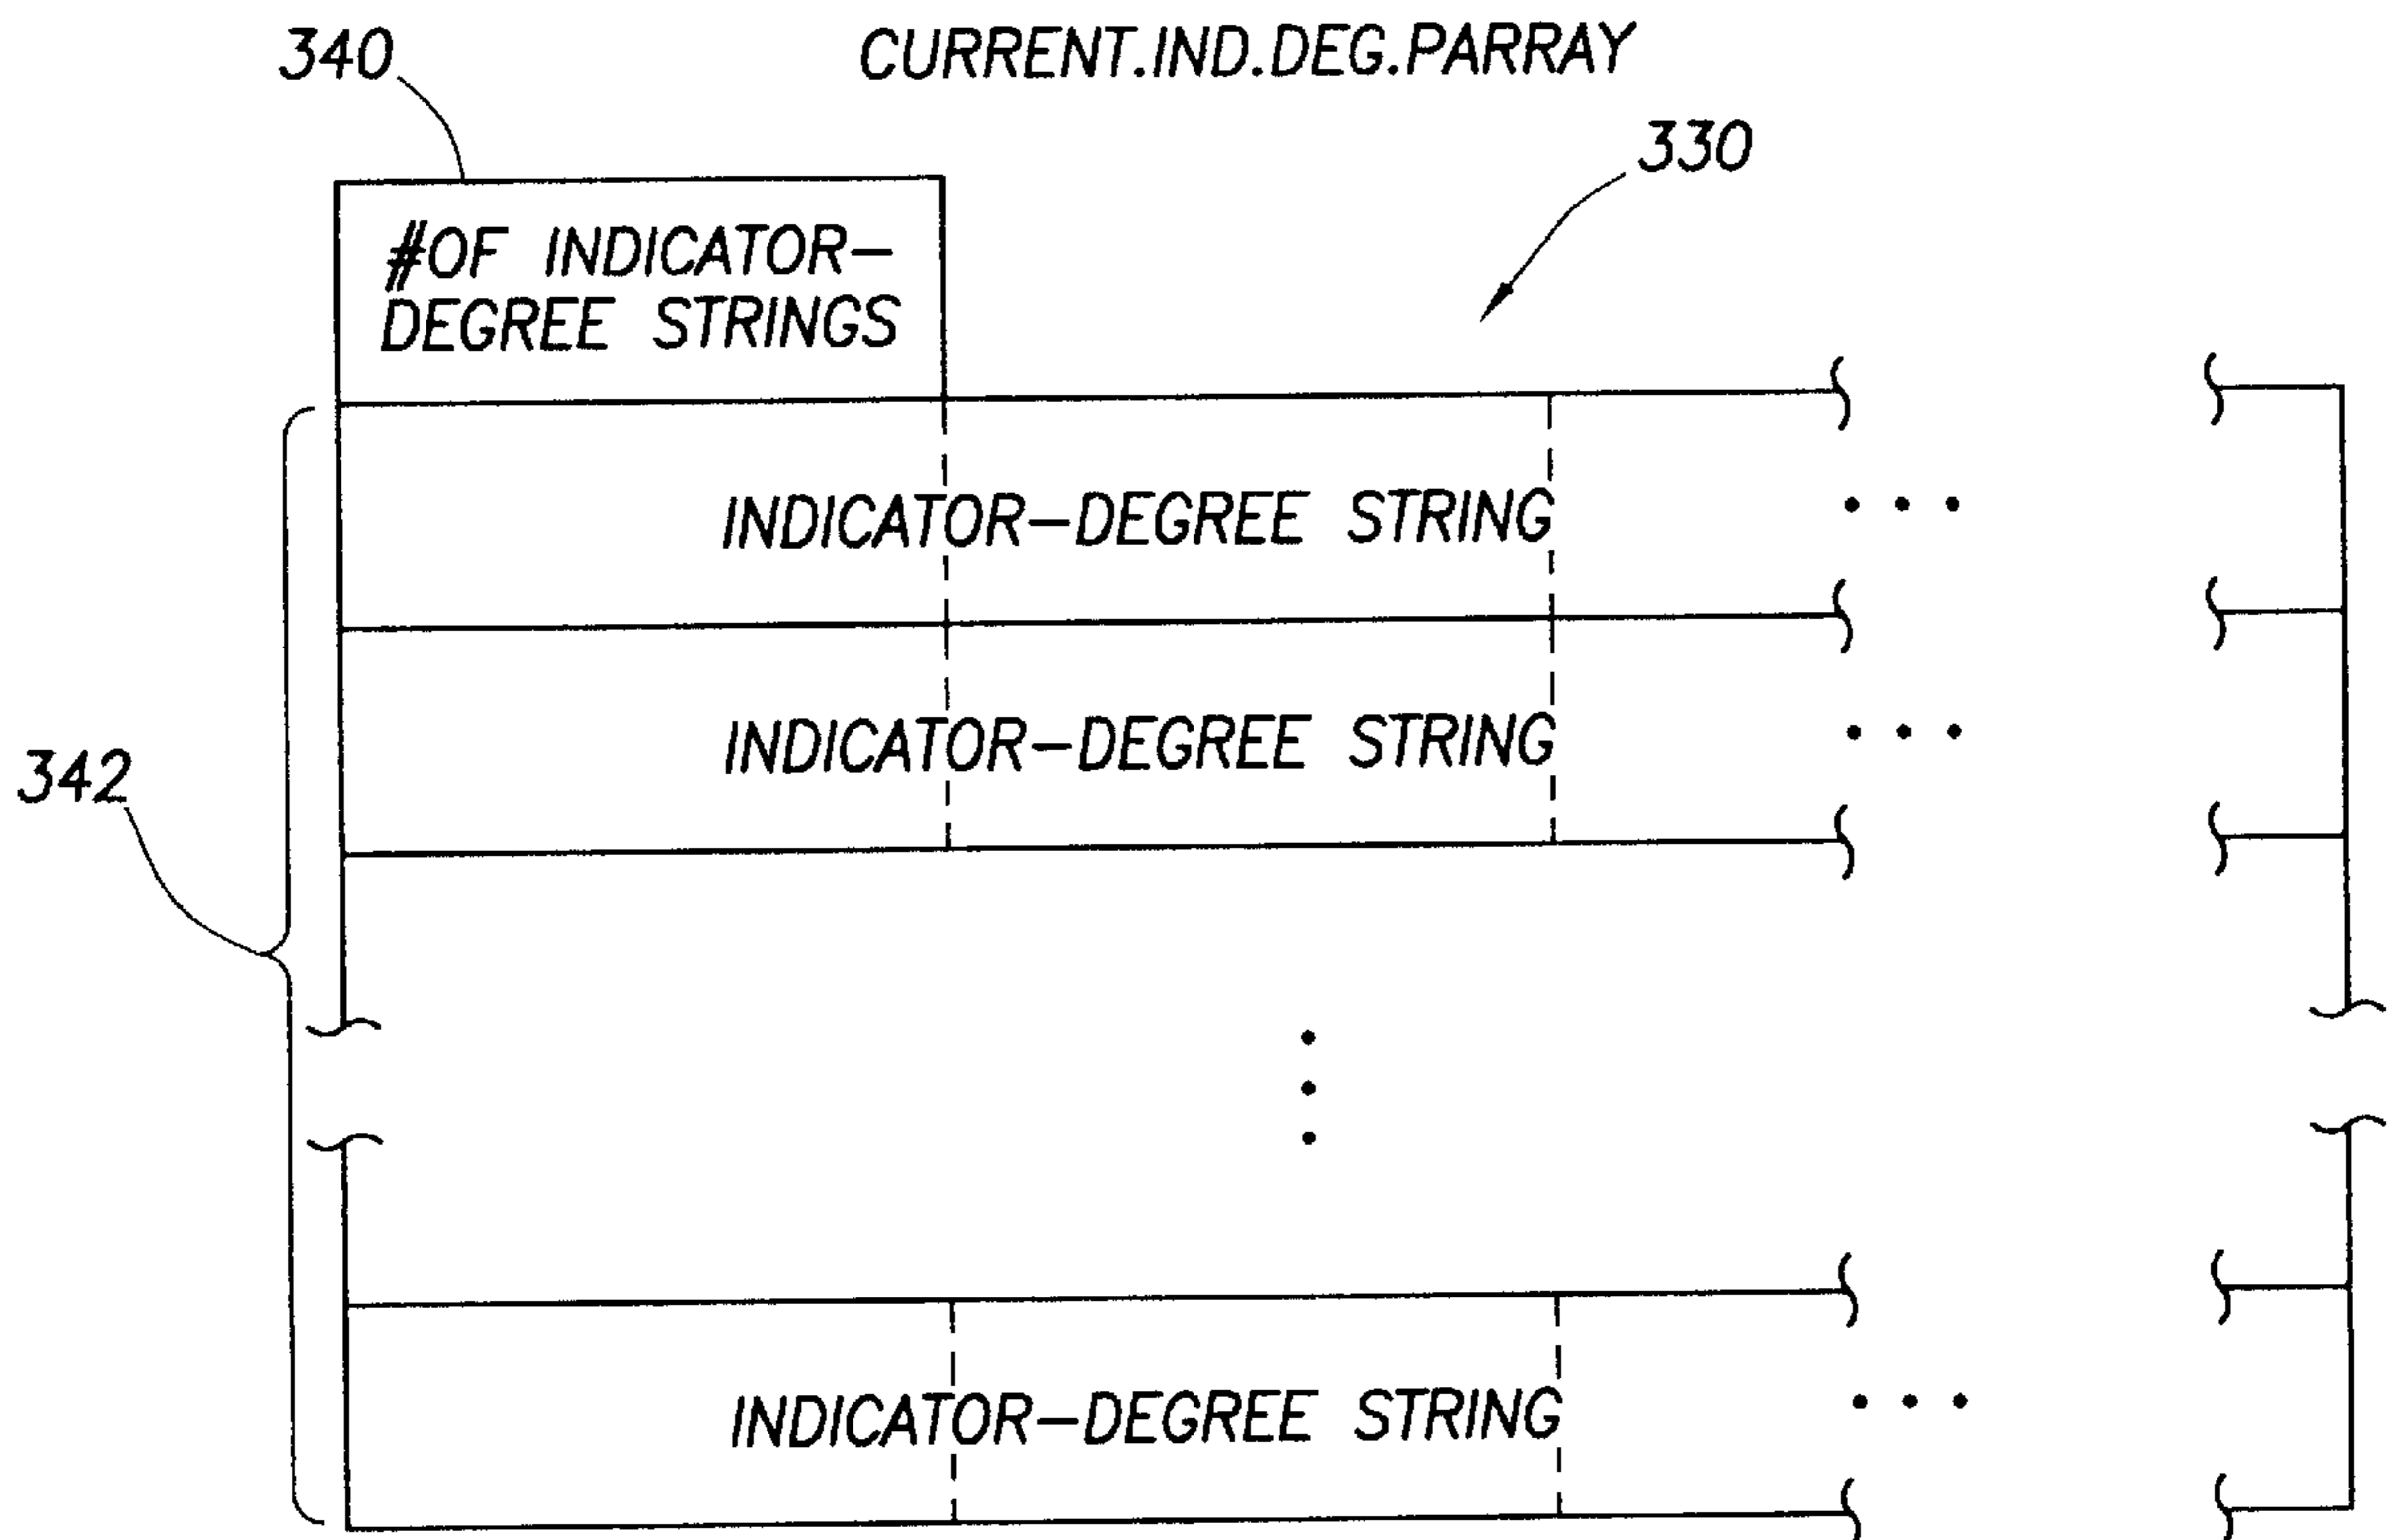 340
CURRENT.IND.DEG.PARRAY
330
#OF INDICATOR-
DEGREE STRINGS
INDICATOR-DEGREE STRING . . .
INDICATOR-DEGREE STRING . . .
342
INDICATOR-DEGREE STRING . . .